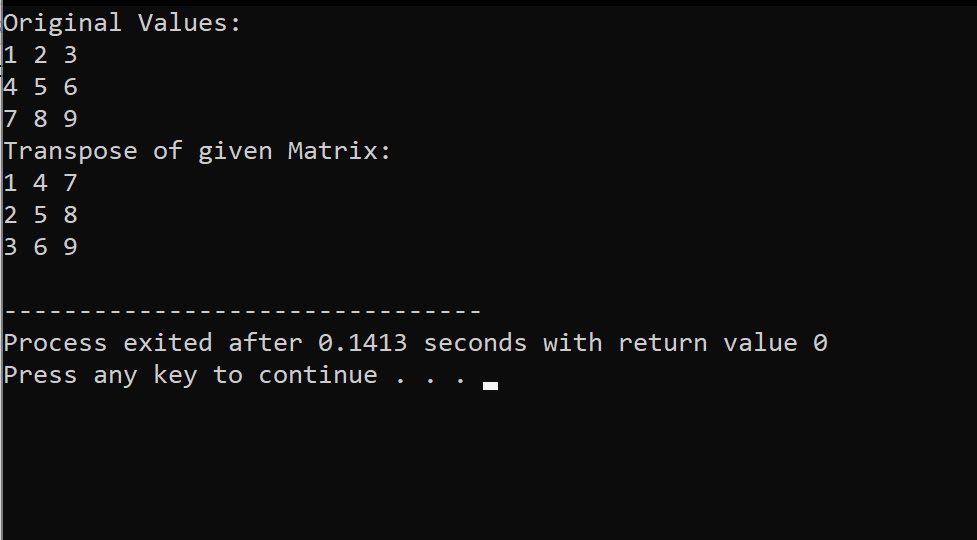 Original Values:
1 2 3
4 5 6
7 8 9
Transpose of given Matrix:
1 4 7
2 5 8
3 6 9
--------------------------------
Process exited after 0.1413 seconds with return value 0
Press any key to continue . . .